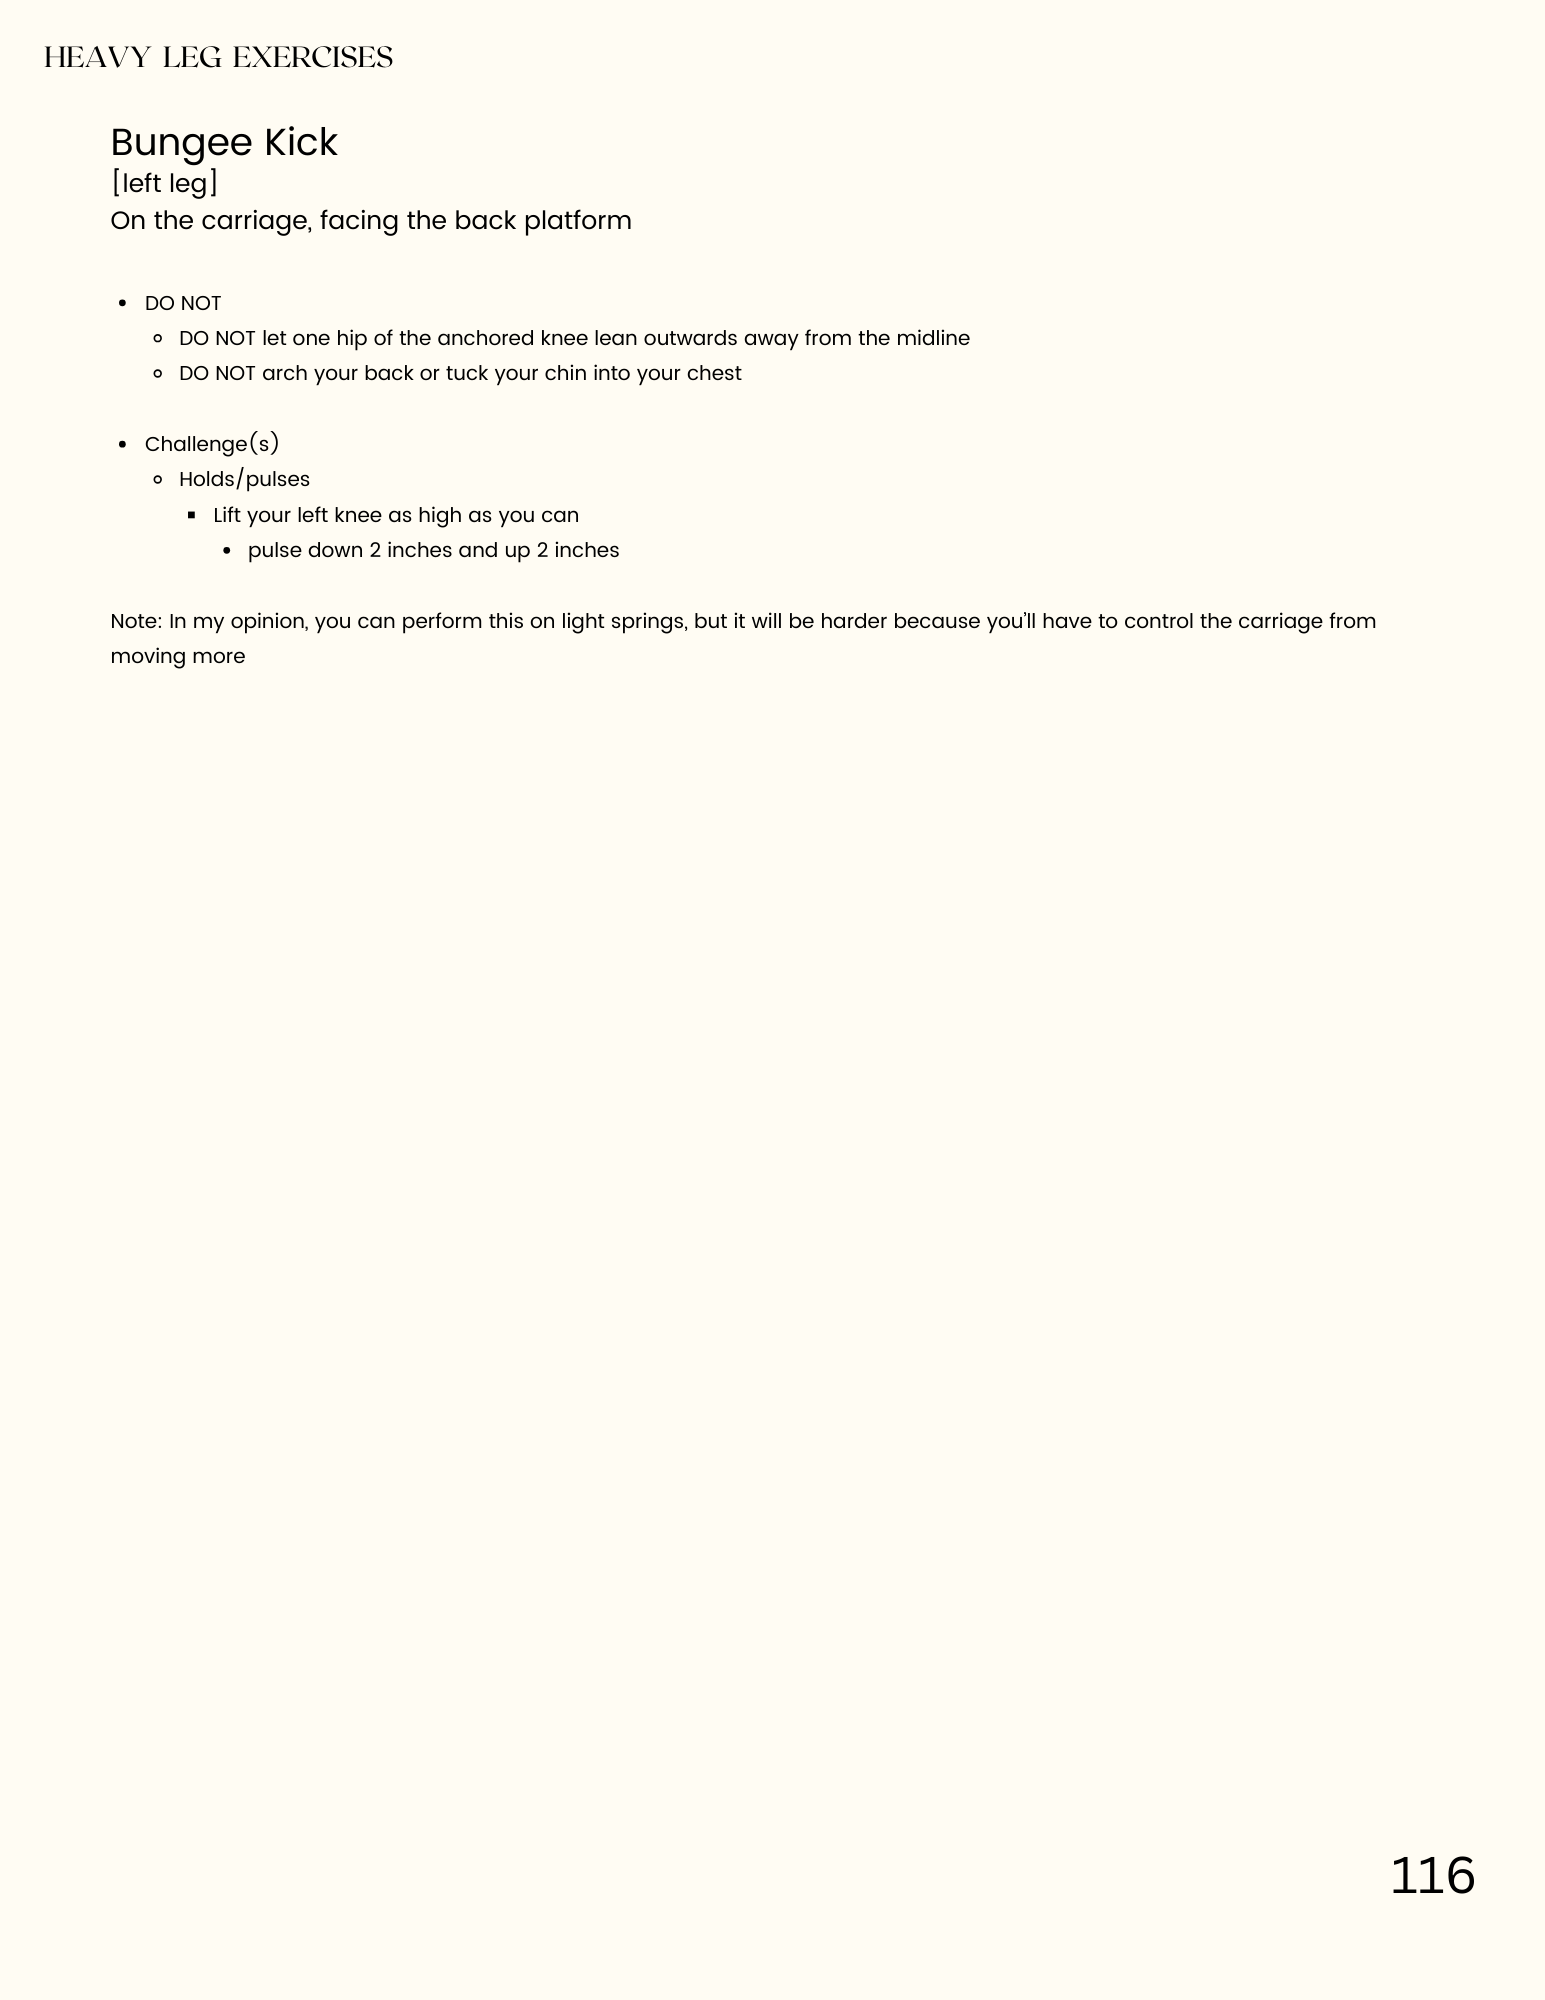 HEAVY LEG EXERCISES
Bungee Kick
[left leg]
On the carriage, facing the back platform
• DO NOT
◦ DO NOT let one hip of the anchored knee lean outwards away from the midline
◦ DO NOT arch your back or tuck your chin into your chest
• Challenge(s)
◦ Holds/pulses
▪ Lift your left knee as high as you can
• pulse down 2 inches and up 2 inches
Note: In my opinion, you can perform this on light springs, but it will be harder because you’ll have to control the carriage from
moving more
116